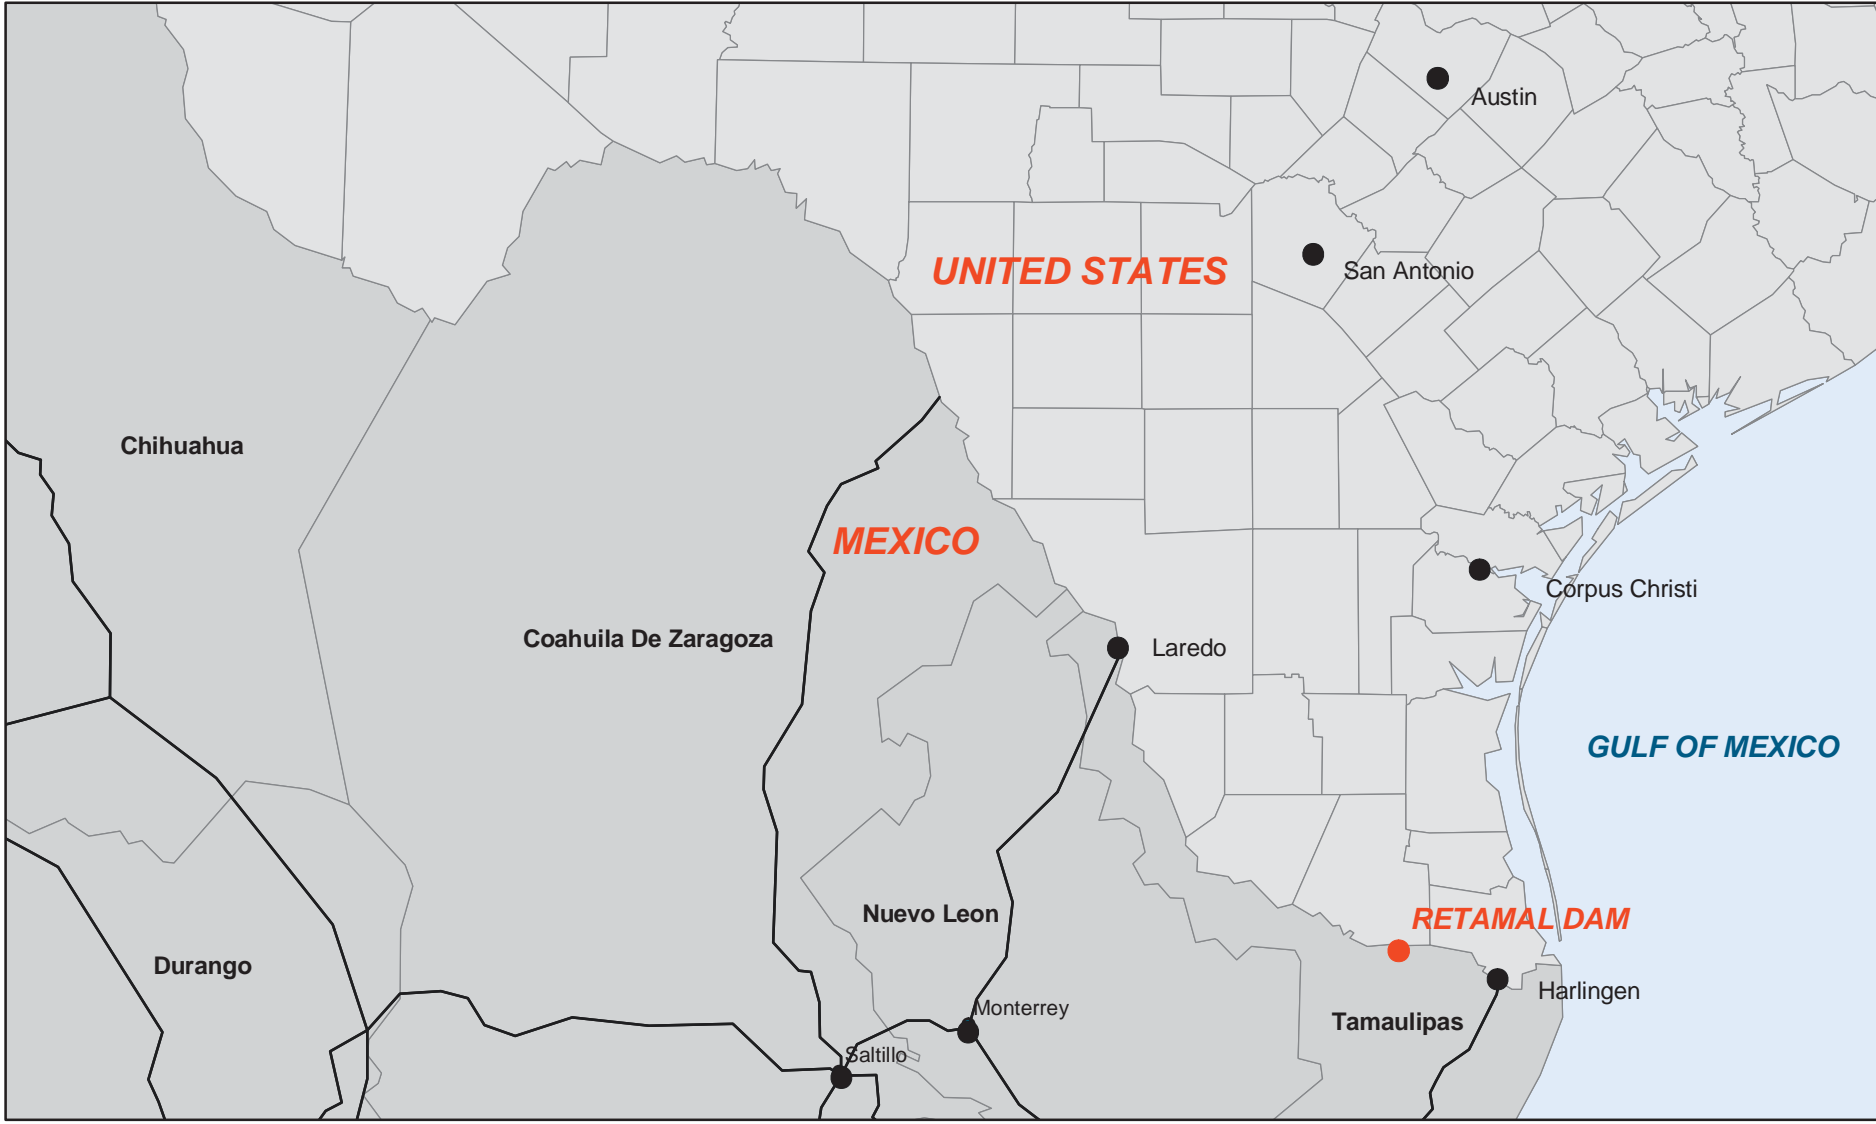 Austin
UNITED STATES
San Antonio
Chihuahua
MEXICO
Corpus Christi
Coahuila De Zaragoza
Laredo
GULF OF MEXICO
Nuevo Leon
RETAMAL DAM
Durango
Harlingen
Monterrey
Tamaulipas
Saltillo